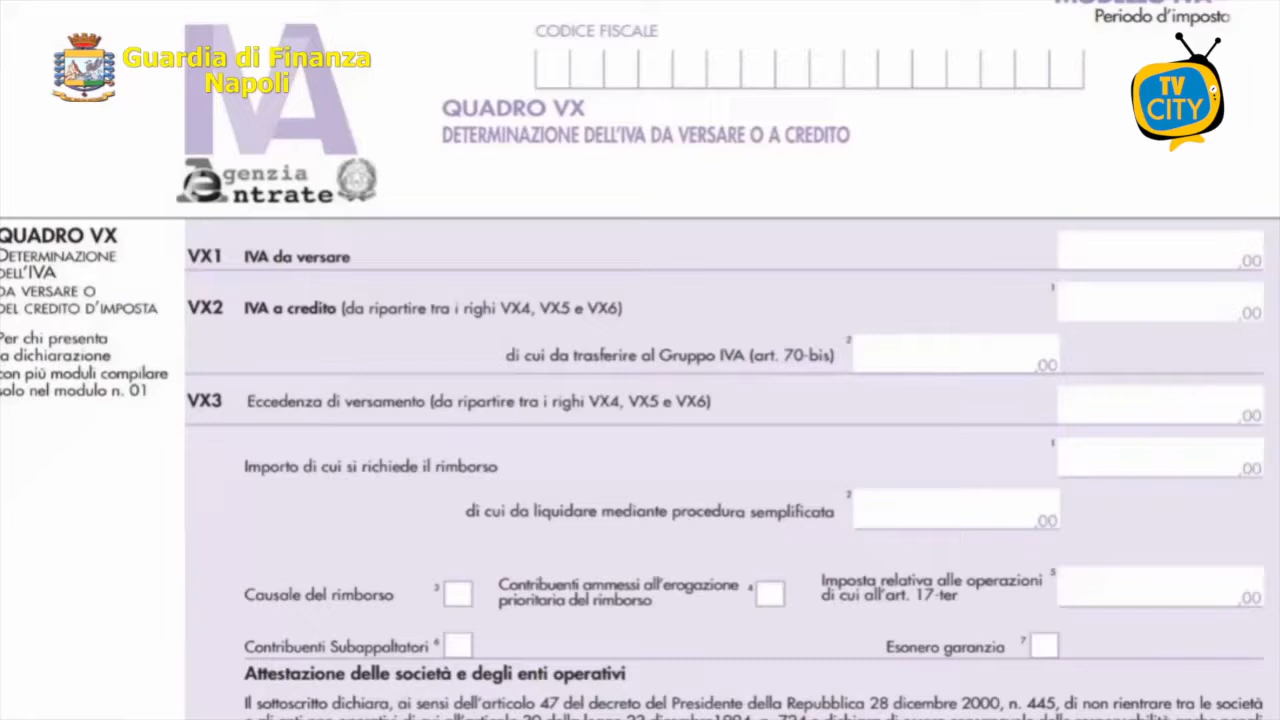 MODELLO IVA
Periodo d'imposta
CODICE FISCALE
Guardia di Finanza
Napoli
IVA
TV
CITY
QUADRO VX
DETERMINAZIONE DELL'IVA DA VERSARE O A CREDITO
Agenzia
Entrate
QUADRO VX
DETERMINAZIONE
DELL'IVA
DA VERSARE O
DEL CREDITO D'IMPOSTA
Per chi presenta
la dichiarazione
con più moduli compilare
solo nel modulo n. 01
VX1 IVA da versare ,00
VX2 IVA a credito (da ripartire tra i righi VX4, VX5 e VX6) 1 ,00
di cui da trasferire al Gruppo IVA (art. 70-bis) 2 ,00
VX3 Eccedenza di versamento (da ripartire tra i righi VX4, VX5 e VX6) ,00
Importo di cui si richiede il rimborso 1 ,00
di cui da liquidare mediante procedura semplificata 2 ,00
Causale del rimborso 3 Contribuenti ammessi all'erogazione prioritaria del rimborso 4 Imposta relativa alle operazioni di cui all'art. 17-ter 5 ,00
Contribuenti Subappaltatori 6 Esonero garanzia 7
Attestazione delle società e degli enti operativi
Il sottoscritto dichiara, ai sensi dell'articolo 47 del decreto del Presidente della Repubblica 28 dicembre 2000, n. 445, di non rientrare tra le società